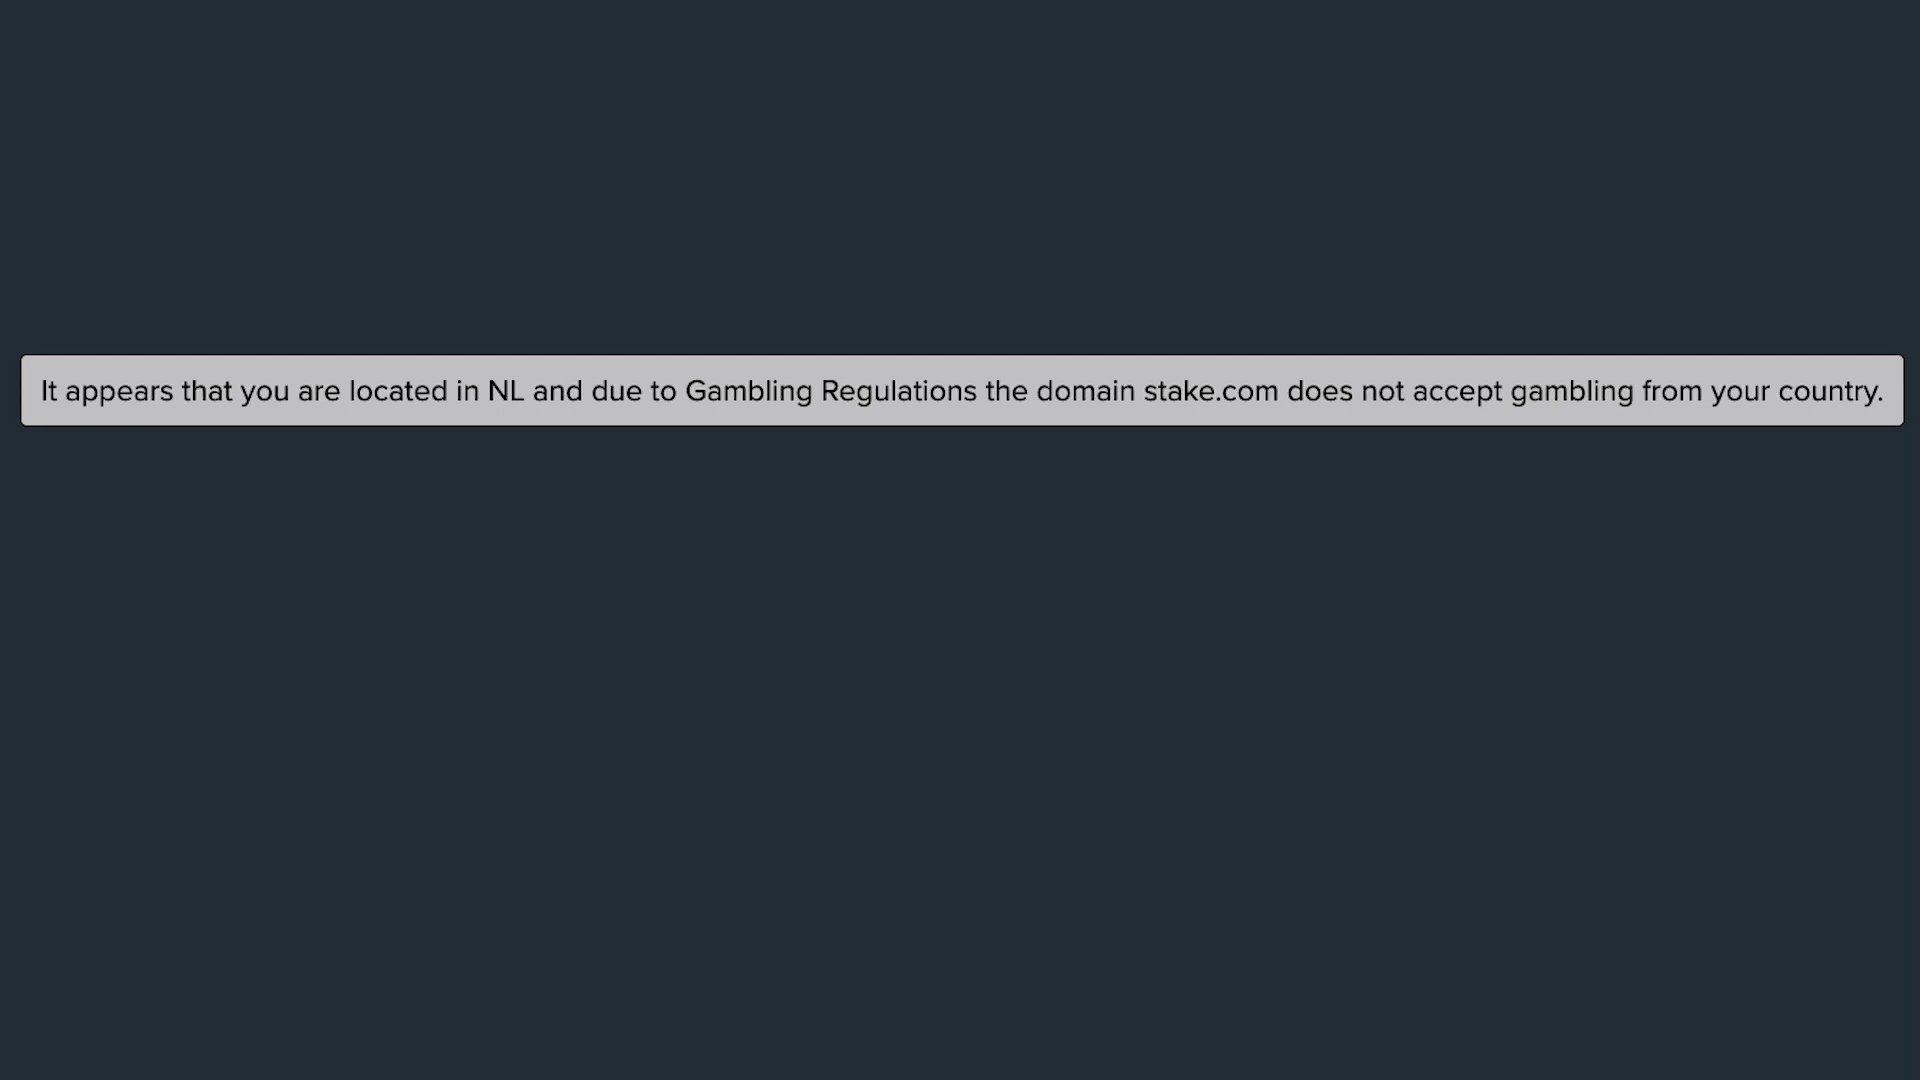 It appears that you are located in NL and due to Gambling Regulations the domain stake.com does not accept gambling from your country.